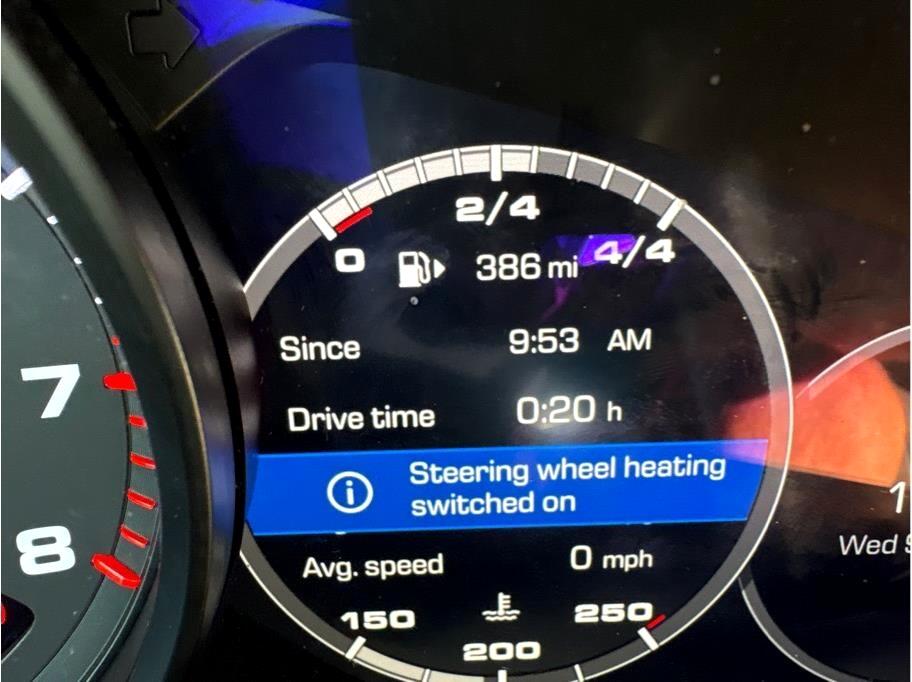 2/4
0
4/4
386 mi
Since 9:53 AM
Drive time 0:20 h
7
Steering wheel heating
switched on
8
Avg. speed 0 mph
150
250
200
Wed